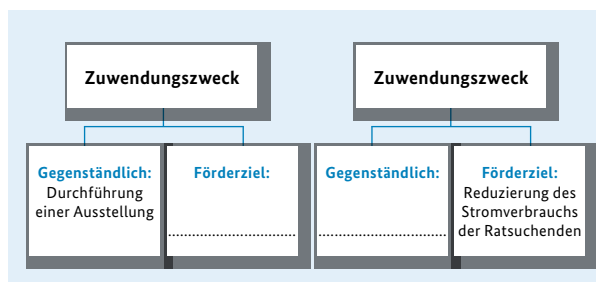 Zuwendungszweck
Gegenständlich:
Durchführung
einer Ausstellung
Förderziel:
................................
Zuwendungszweck
Gegenständlich:
................................
Förderziel:
Reduzierung des
Stromverbrauchs
der Ratsuchenden